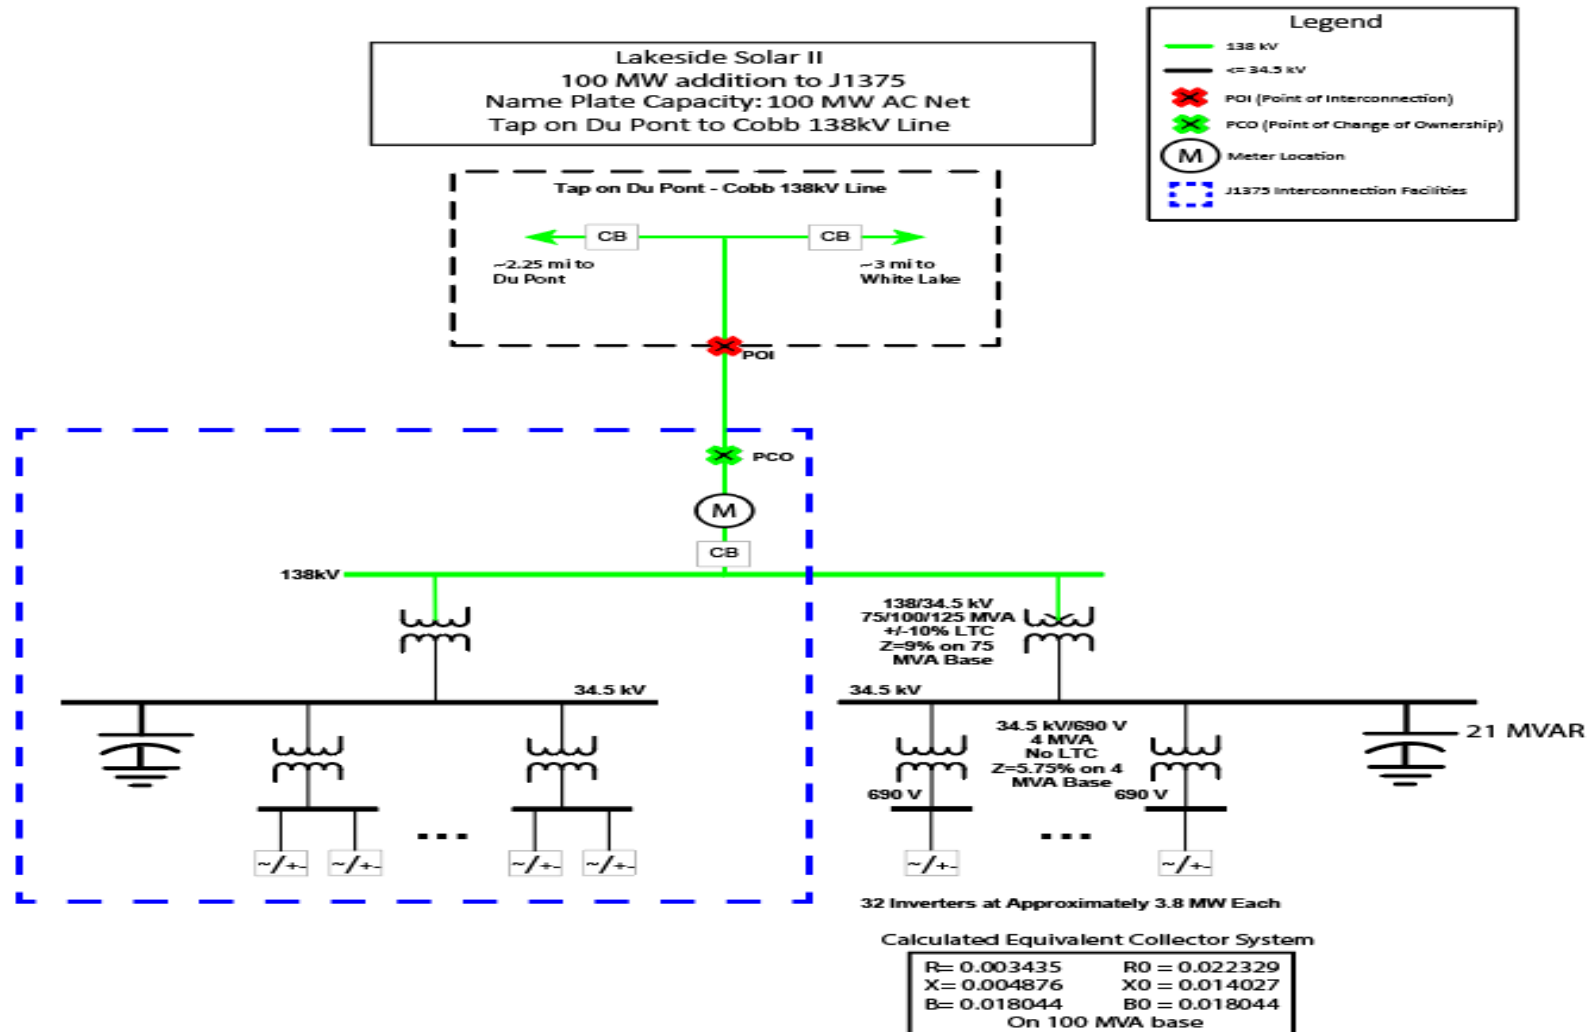 Legend
138 kV
<= 34.5 kV
POI (Point of Interconnection)
PCO (Point of Change of Ownership)
M
Meter Location
J1375 Interconnection Facilities
Lakeside Solar II
100 MW addition to J1375
Name Plate Capacity: 100 MW AC Net
Tap on Du Pont to Cobb 138kV Line
Tap on Du Pont - Cobb 138kV Line
CB
CB
~2.25 mi to
Du Pont
~3 mi to
White Lake
POI
PCO
M
CB
138kV
138/34.5 kV
75/100/125 MVA
+/-10% LTC
Z=9% on 75
MVA Base
34.5 kV
34.5 kV
34.5 kV/690 V
4 MVA
No LTC
Z=5.75% on 4
MVA Base
21 MVAR
690 V
690 V
...
...
~/+-
~/+-
~/+-
~/+-
~/+-
~/+-
32 Inverters at Approximately 3.8 MW Each
Calculated Equivalent Collector System
R= 0.003435 R0 = 0.022329
X= 0.004876 X0 = 0.014027
B= 0.018044 B0 = 0.018044
On 100 MVA base